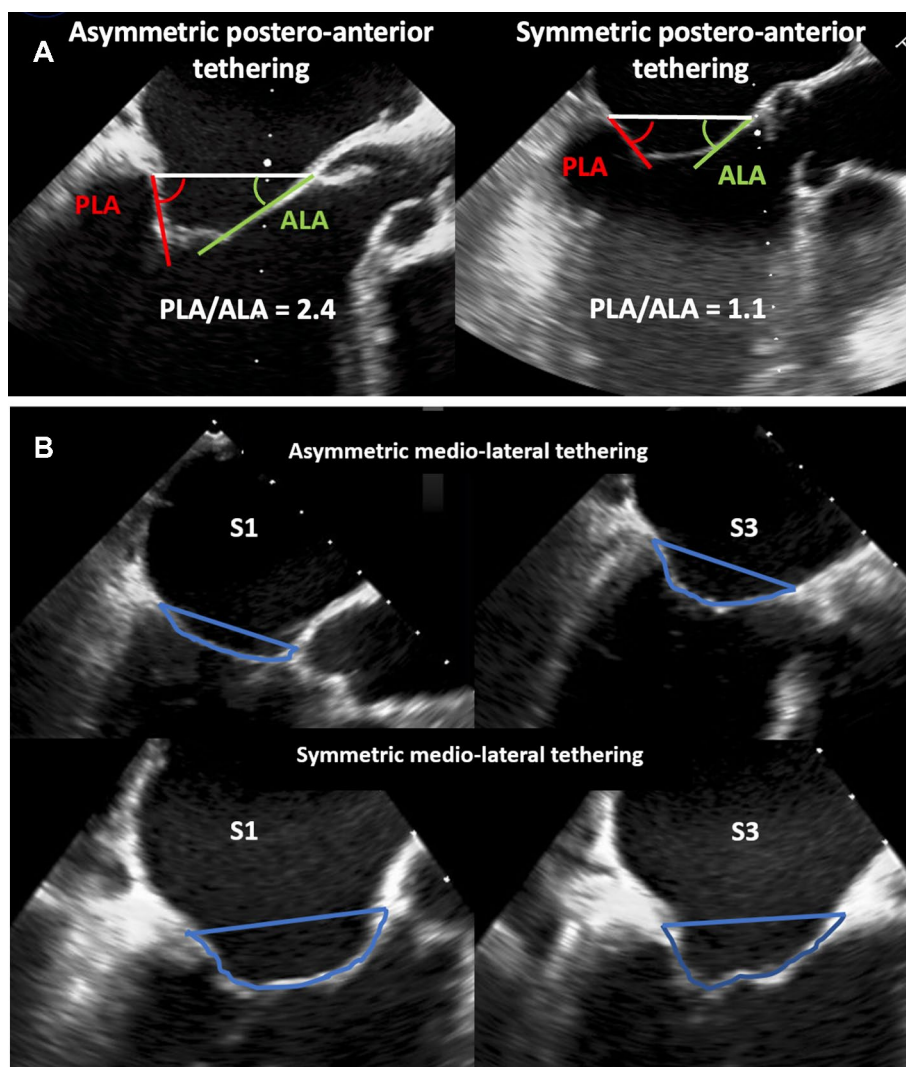 A
Asymmetric postero-anterior
tethering
Symmetric postero-anterior
tethering
PLA
ALA
PLA/ALA = 2.4
PLA
ALA
PLA/ALA = 1.1
B
Asymmetric medio-lateral tethering
S1
S3
Symmetric medio-lateral tethering
S1
S3